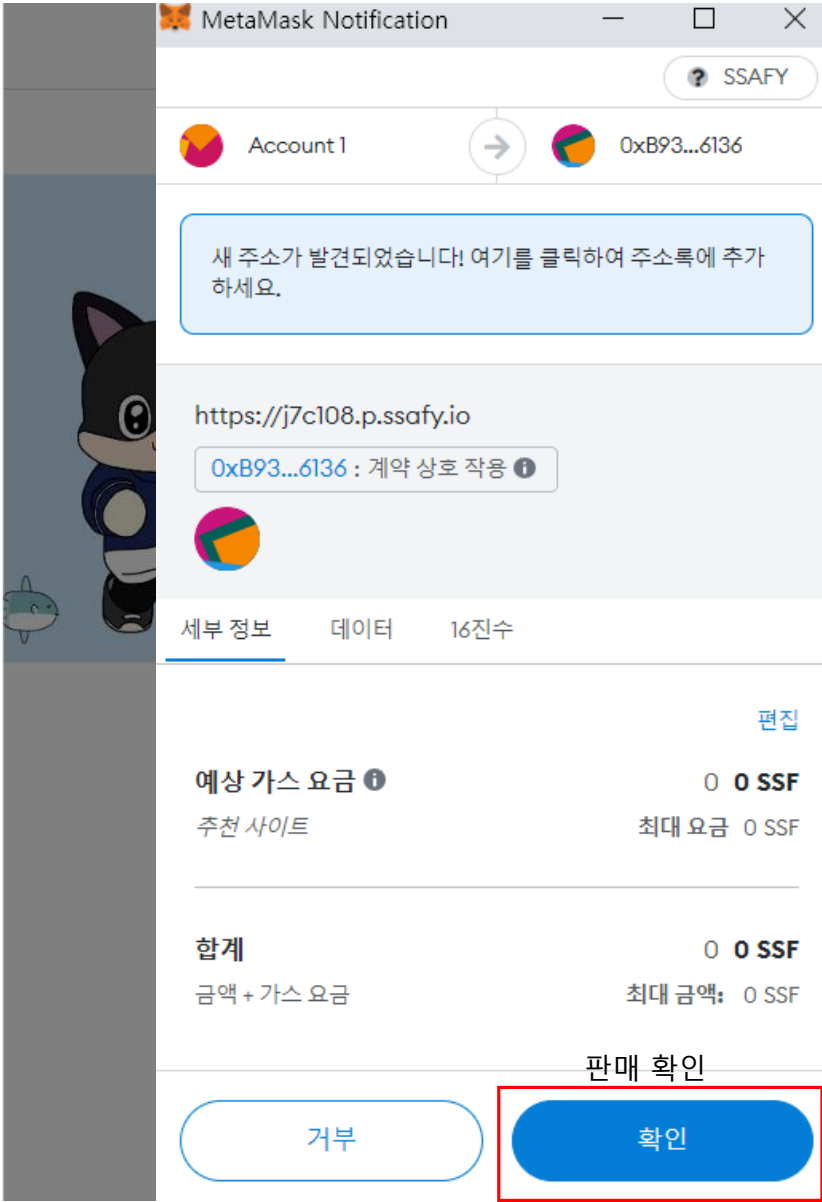 MetaMask Notification
SSAFY
Account 1
0xB93...6136
새 주소가 발견되었습니다! 여기를 클릭하여 주소록에 추가
하세요.
https://j7c108.p.ssafy.io
0xB93...6136 : 계약 상호 작용
세부 정보 데이터 16진수
편집
예상 가스 요금 0 0 SSF
추천 사이트 최대 요금 0 SSF
합계 0 0 SSF
금액 + 가스 요금 최대 금액: 0 SSF
판매 확인
거부 확인